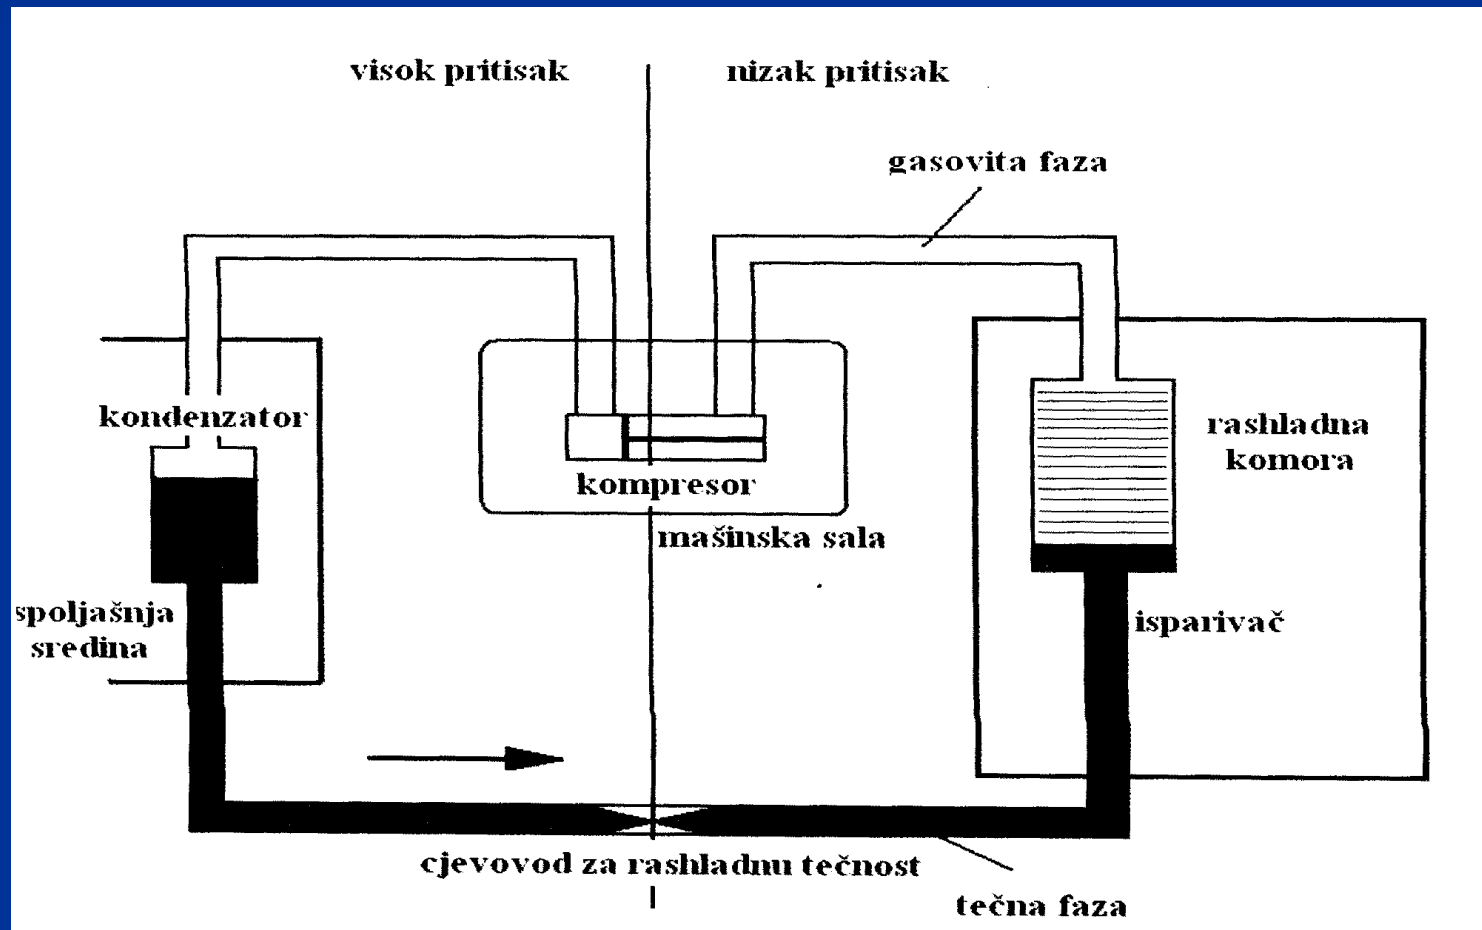 visok pritisak
nizak pritisak
gasovita faza
kondenzator
rashladna
komora
kompresor
mašinska sala
spoljašnja
sredina
isparivač
cjevovod za rashladnu tečnost
tečna faza